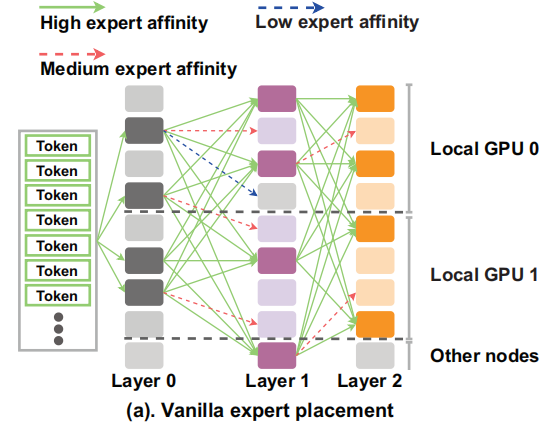 High expert affinity
Low expert affinity
Medium expert affinity
Token
Token
Token
Token
Token
Token
Token
Local GPU 0
Local GPU 1
Other nodes
Layer 0
Layer 1
Layer 2
(a). Vanilla expert placement